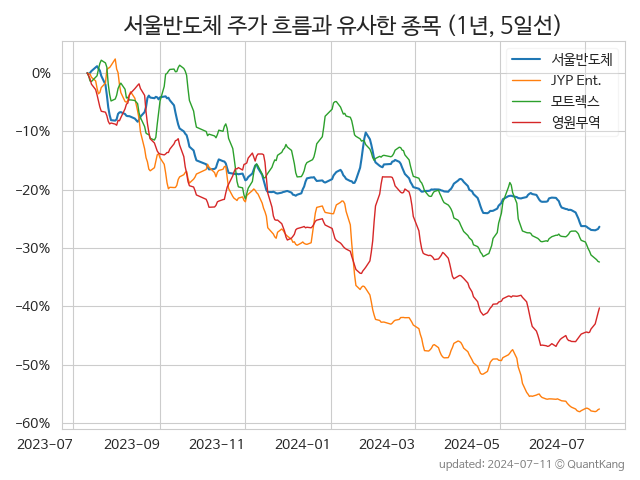 서울반도체 주가 흐름과 유사한 종목 (1년, 5일선)
서울반도체
JYP Ent.
모트렉스
영원무역
0%
−10%
−20%
−30%
−40%
−50%
−60%
2023-07
2023-09
2023-11
2024-01
2024-03
2024-05
2024-07
updated: 2024-07-11 © QuantKang